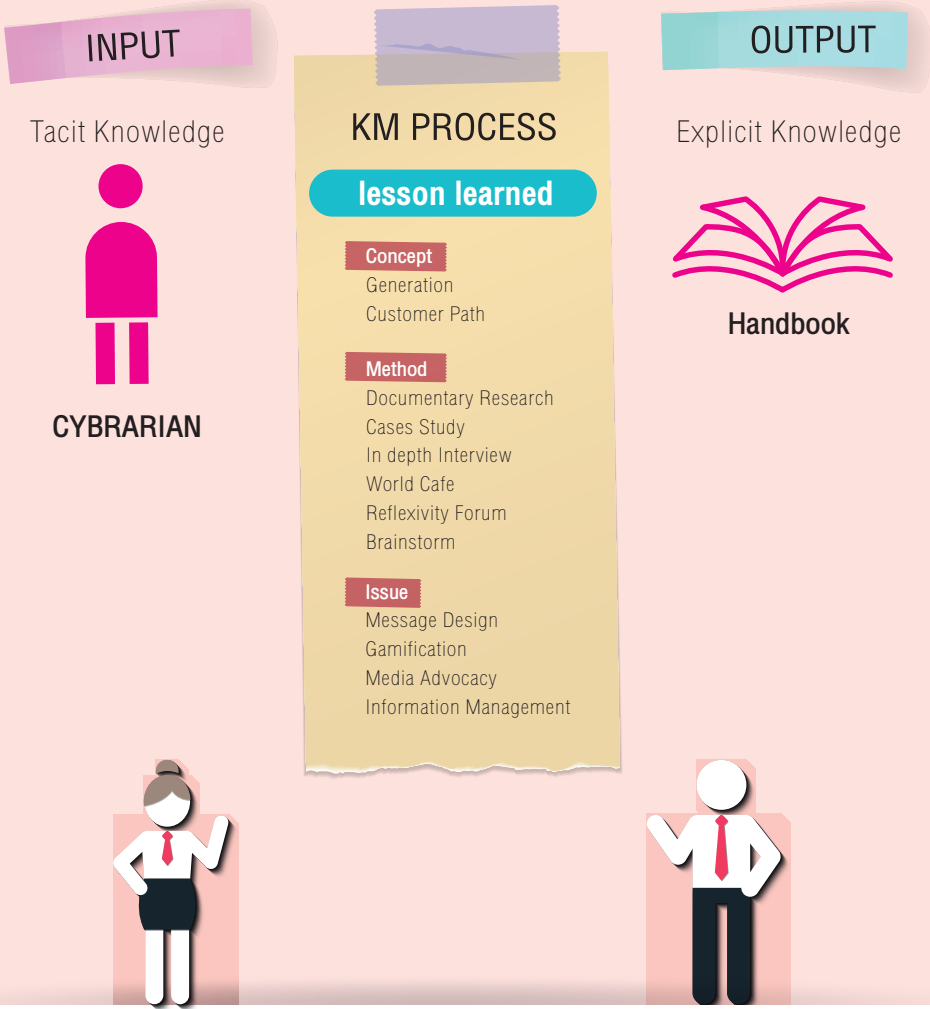 INPUT
Tacit Knowledge
CYBRARIAN
KM PROCESS
lesson learned
Concept
Generation
Customer Path
Method
Documentary Research
Cases Study
In depth Interview
World Cafe
Reflexivity Forum
Brainstorm
Issue
Message Design
Gamification
Media Advocacy
Information Management
OUTPUT
Explicit Knowledge
Handbook